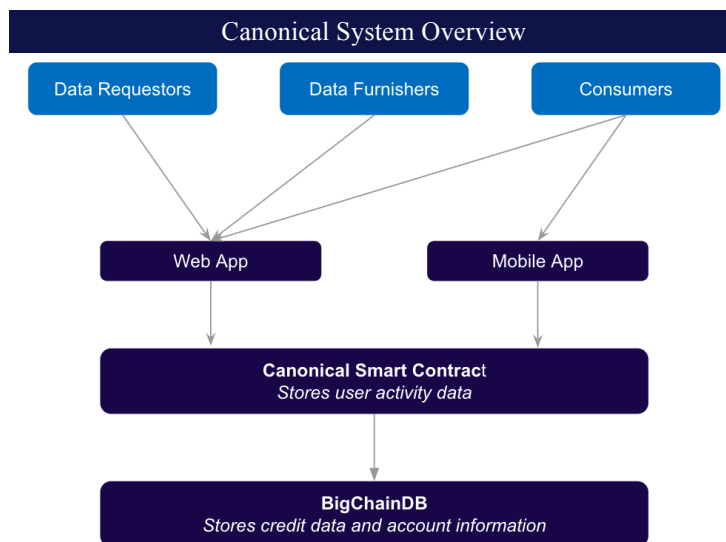 Canonical System Overview
Data Requestors
Data Furnishers
Consumers
Web App
Mobile App
Canonical Smart Contract
Stores user activity data
BigChainDB
Stores credit data and account information